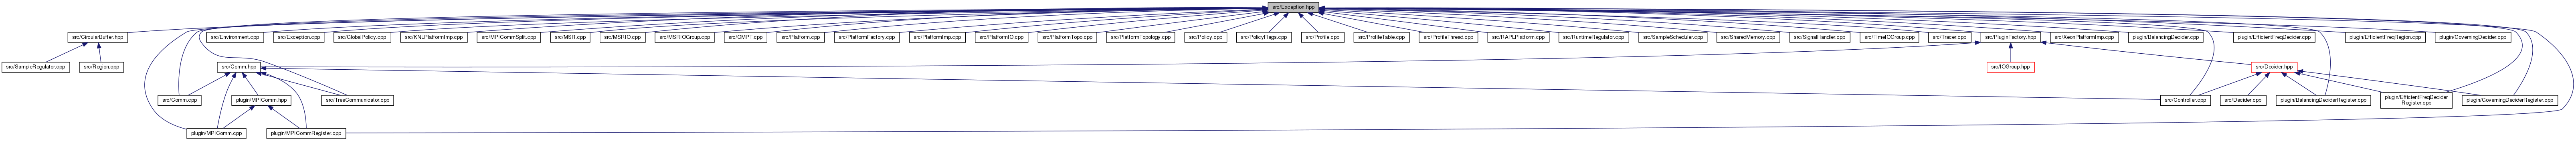 src/Exception.hpp
src/CircularBuffer.hpp
src/Environment.cpp
src/Exception.cpp
src/GlobalPolicy.cpp
src/KNLPlatformImp.cpp
src/MPICommSplit.cpp
src/MSR.cpp
src/MSRIO.cpp
src/MSRIOGroup.cpp
src/OMPT.cpp
src/Platform.cpp
src/PlatformFactory.cpp
src/PlatformImp.cpp
src/PlatformIO.cpp
src/PlatformTopo.cpp
src/PlatformTopology.cpp
src/Policy.cpp
src/PolicyFlags.cpp
src/Profile.cpp
src/ProfileTable.cpp
src/ProfileThread.cpp
src/RAPLPlatform.cpp
src/RuntimeRegulator.cpp
src/SampleScheduler.cpp
src/SharedMemory.cpp
src/SignalHandler.cpp
src/TimeIOGroup.cpp
src/Tracer.cpp
src/PluginFactory.hpp
src/XeonPlatformImp.cpp
plugin/BalancingDecider.cpp
plugin/EfficientFreqDecider.cpp
plugin/EfficientFreqRegion.cpp
plugin/GoverningDecider.cpp
src/SampleRegulator.cpp
src/Region.cpp
src/Comm.hpp
src/IOGroup.hpp
src/Decider.hpp
src/Comm.cpp
plugin/MPIComm.hpp
src/TreeCommunicator.cpp
src/Controller.cpp
src/Decider.cpp
plugin/BalancingDeciderRegister.cpp
plugin/EfficientFreqDecider
Register.cpp
plugin/GoverningDeciderRegister.cpp
plugin/MPIComm.cpp
plugin/MPICommRegister.cpp